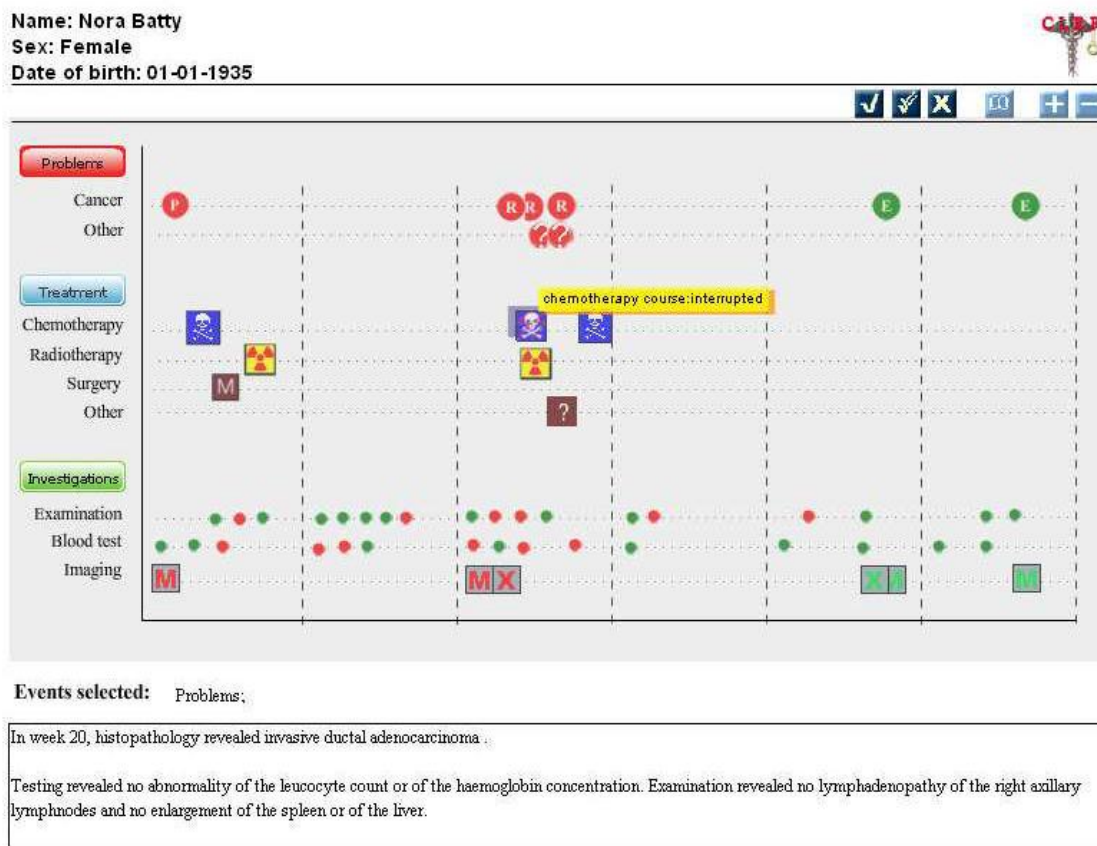 Name: Nora Batty
Sex: Female
Date of birth: 01-01-1935
Problems
Cancer
P R R R E E
Other
? ?
Treatment
chemotherapy course:interrupted
Chemotherapy
Radiotherapy
Surgery
M
Other
?
Investigations
Examination
Blood test
Imaging
M M X X M M
Events selected: Problems;
In week 20, histopathology revealed invasive ductal adenocarcinoma .
Testing revealed no abnormality of the leucocyte count or of the haemoglobin concentration. Examination revealed no lymphadenopathy of the right axillary
lymphnodes and no enlargement of the spleen or of the liver.